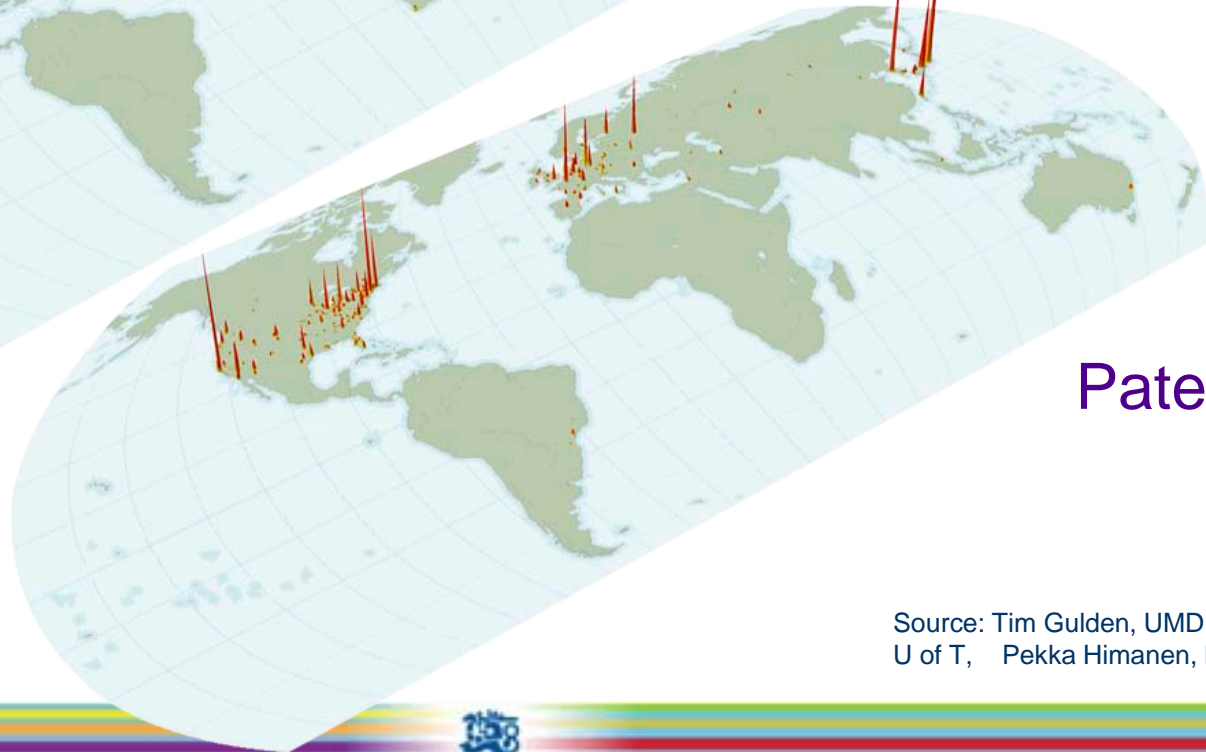 Pate
Source: Tim Gulden, UMD
U of T, Pekka Himanen,